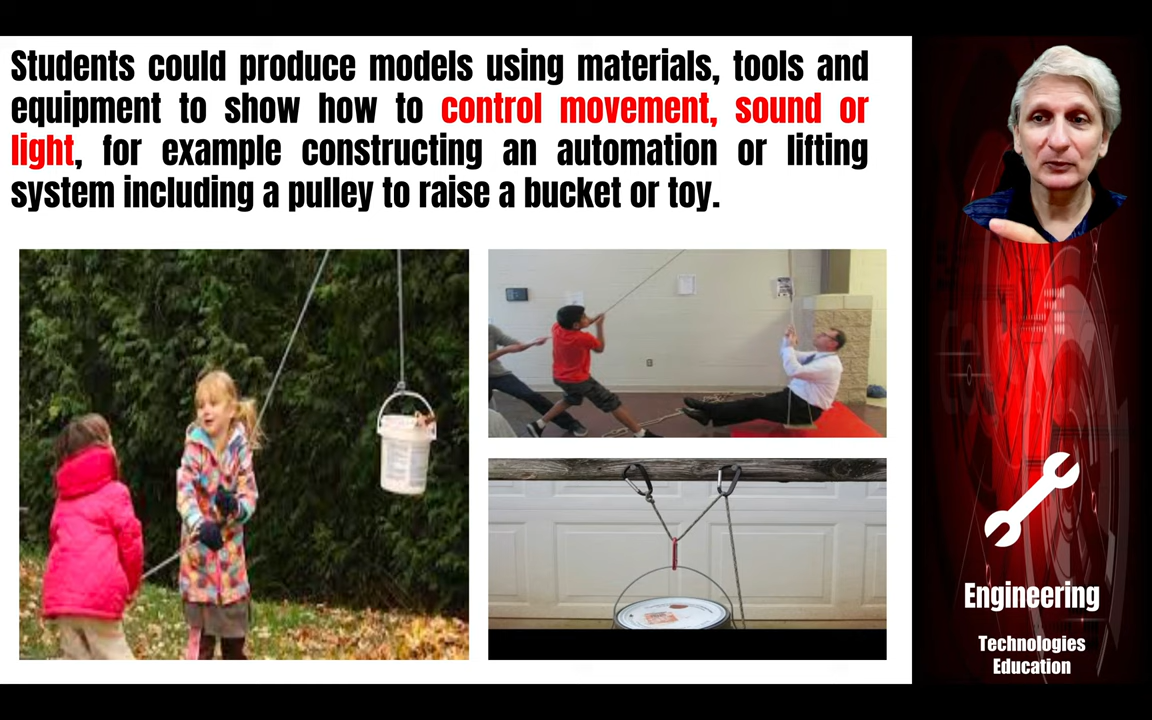 Students could produce models using materials, tools and
equipment to show how to control movement, sound or
light, for example constructing an automation or lifting
system including a pulley to raise a bucket or toy.
Engineering
Technologies
Education